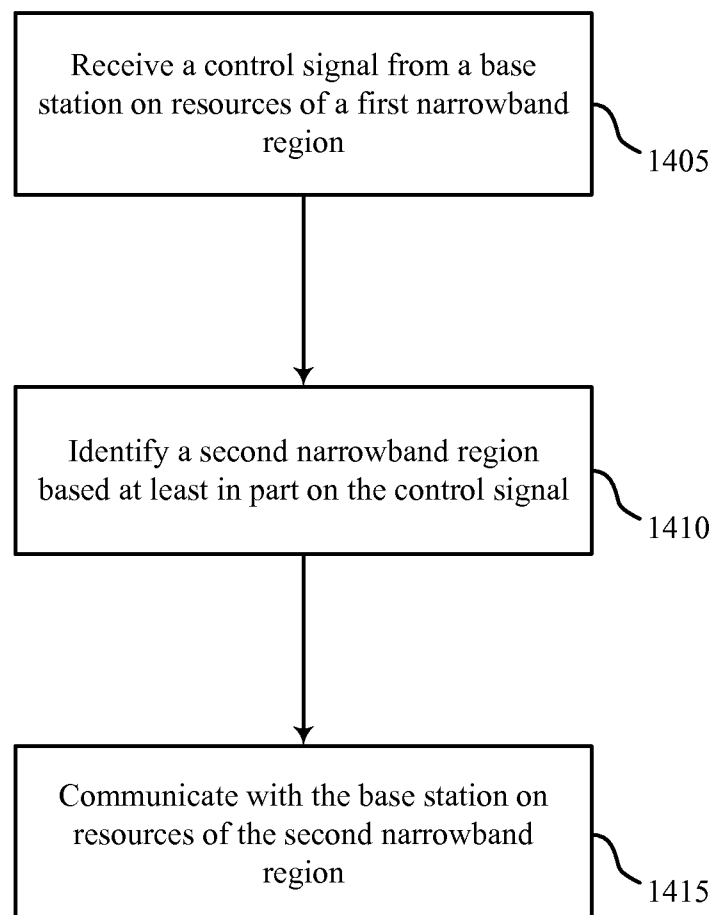 Receive a control signal from a base
station on resources of a first narrowband
region
1405
Identify a second narrowband region
based at least in part on the control signal
1410
Communicate with the base station on
resources of the second narrowband
region
1415